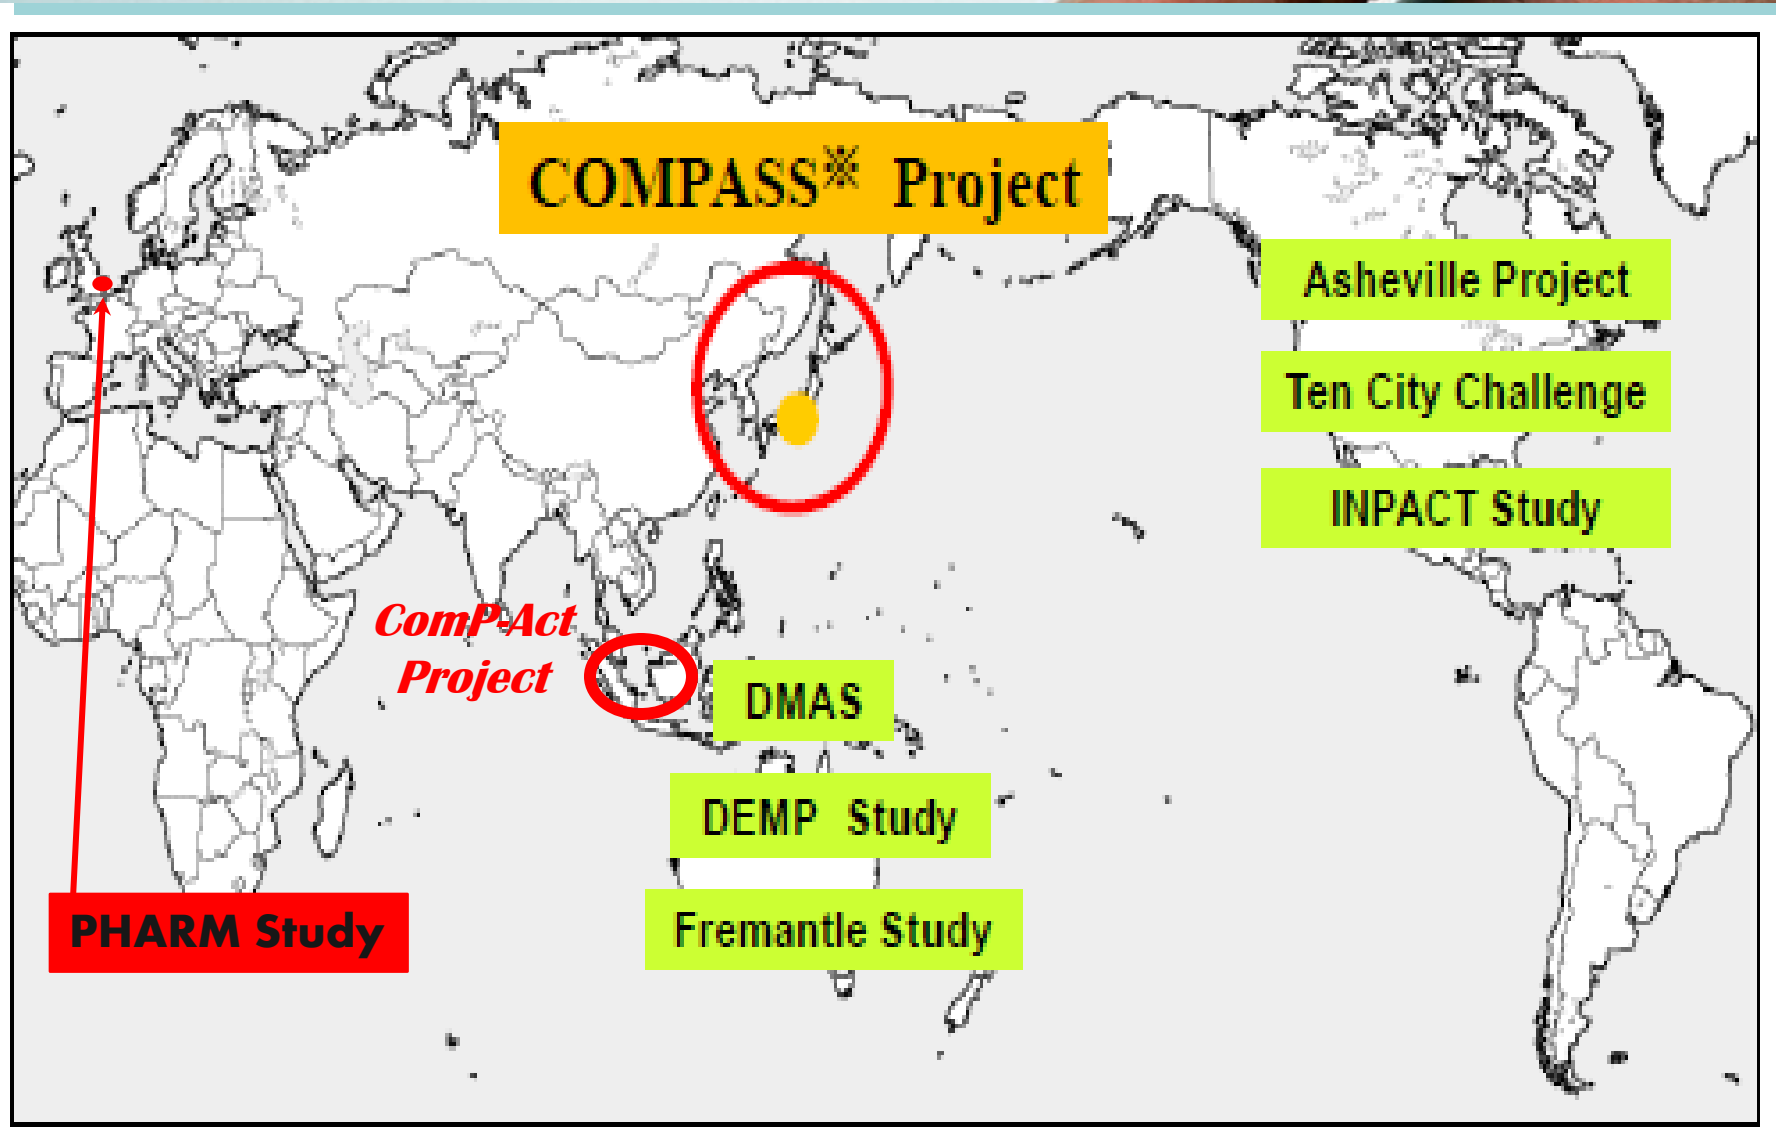 COMPASS※ Project
Asheville Project
Ten City Challenge
INPACT Study
ComP-Act
Project
DMAS
DEMP Study
Fremantle Study
PHARM Study